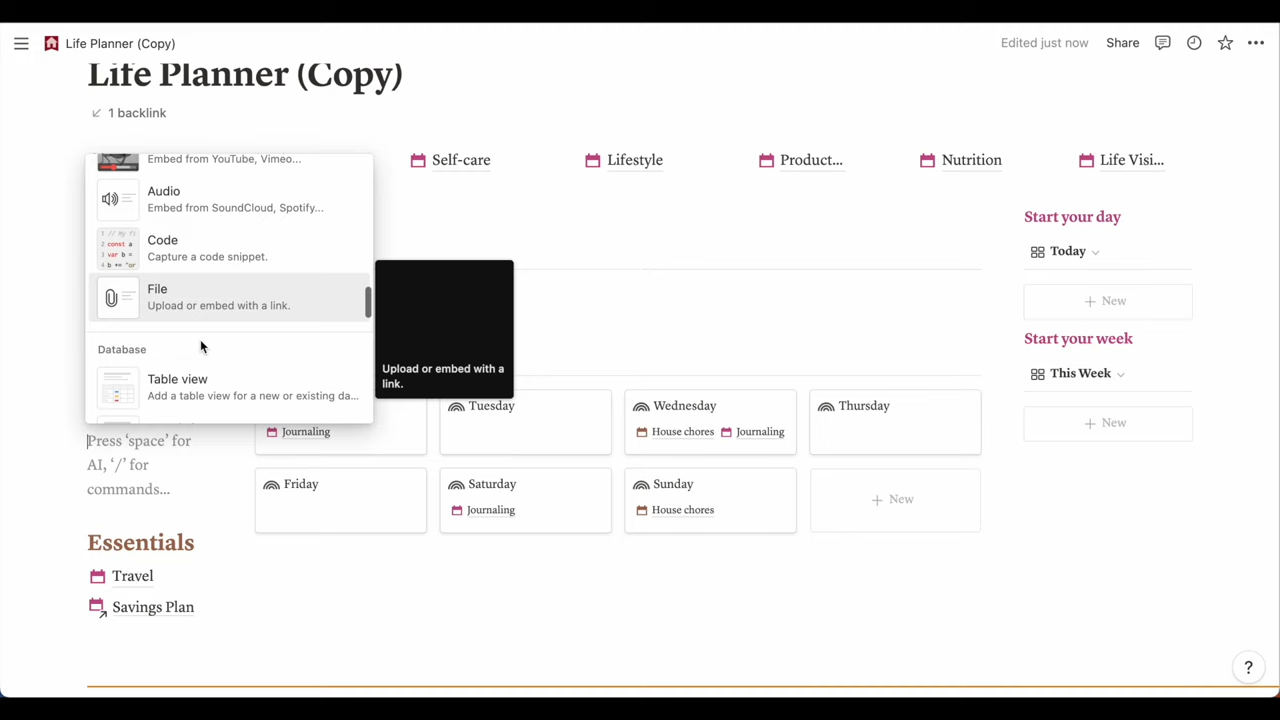 Life Planner (Copy)
Edited just now
Share
Life Planner (Copy)
1 backlink
Self-care
Lifestyle
Product...
Nutrition
Life Visi...
Embed from YouTube, Vimeo...
Audio
Embed from SoundCloud, Spotify...
Code
Capture a code snippet.
File
Upload or embed with a link.
Database
Table view
Add a table view for a new or existing da...
Upload or embed with a
link.
Press ‘space’ for
AI, ‘/’ for
commands...
Essentials
Travel
Savings Plan
Journaling
Tuesday
Wednesday
House chores
Journaling
Thursday
Friday
Saturday
Journaling
Sunday
House chores
+ New
Start your day
Today
+ New
Start your week
This Week
+ New
?